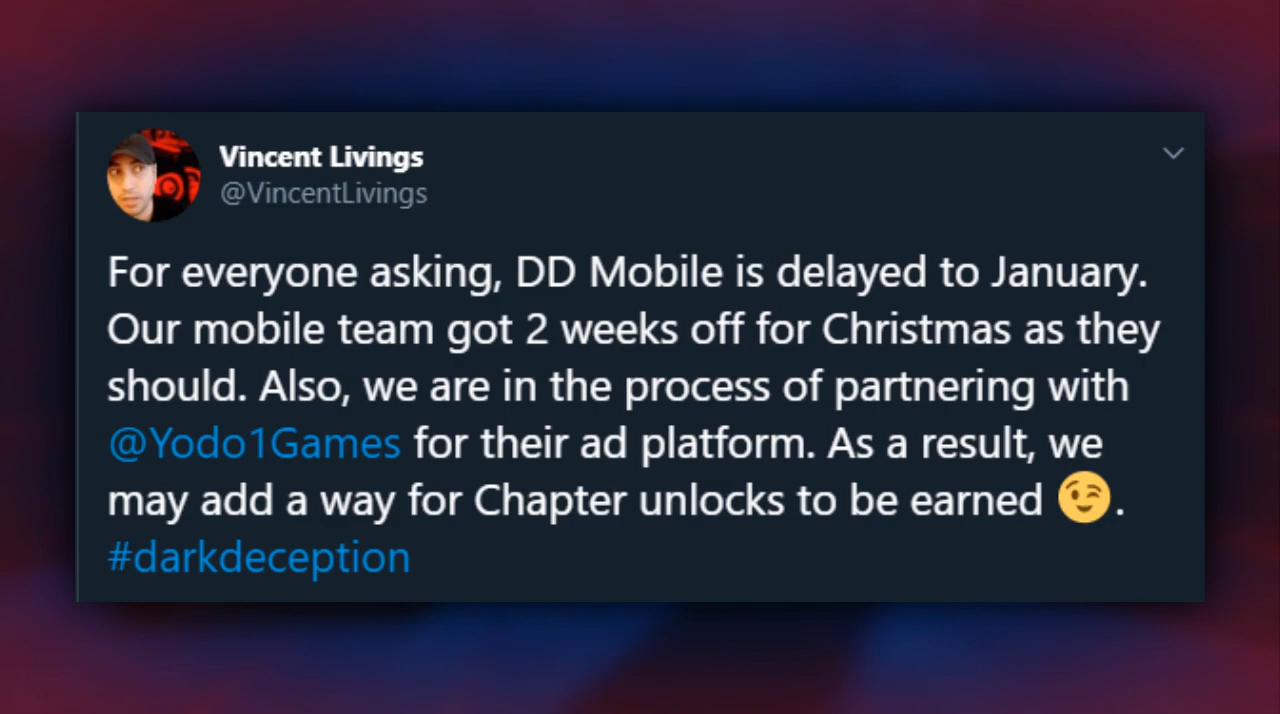 Vincent Livings
@VincentLivings
For everyone asking, DD Mobile is delayed to January.
Our mobile team got 2 weeks off for Christmas as they
should. Also, we are in the process of partnering with
@Yodo1Games for their ad platform. As a result, we
may add a way for Chapter unlocks to be earned 😉.
#darkdeception